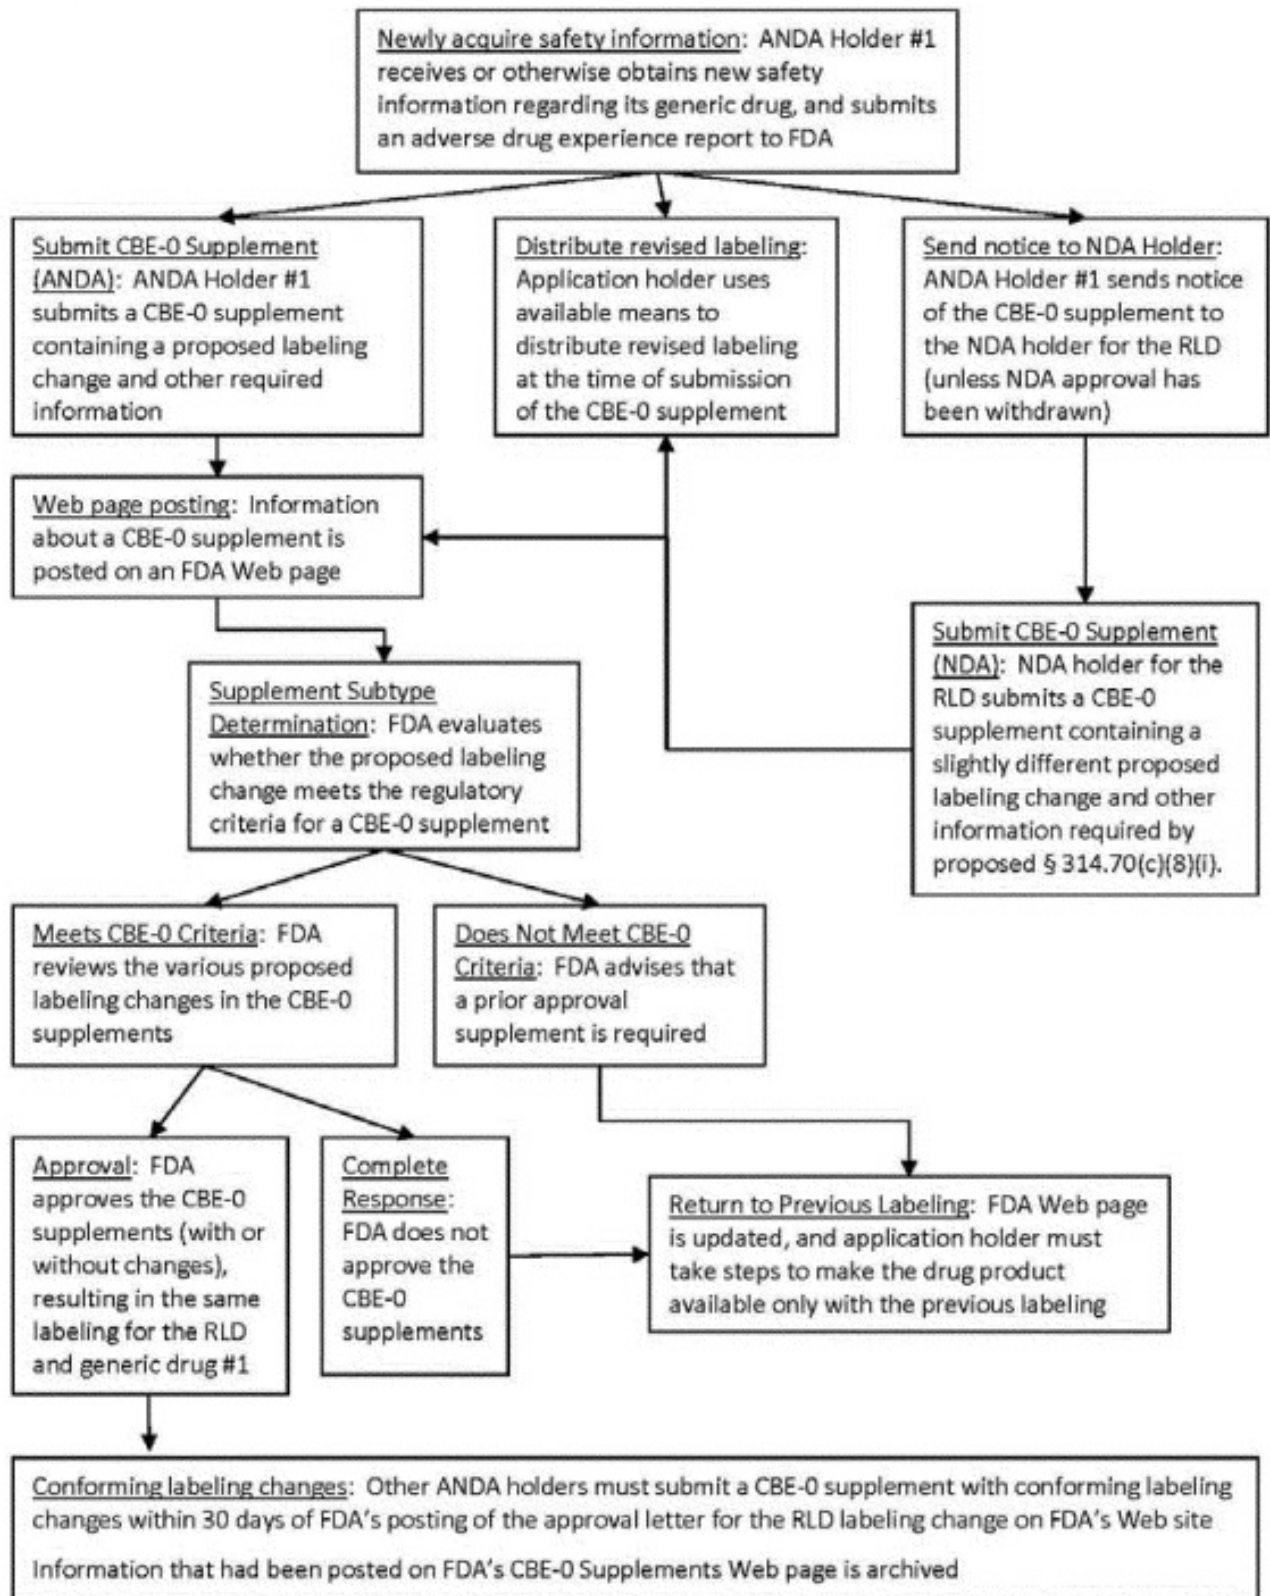 Newly acquire safety information: ANDA Holder #1
receives or otherwise obtains new safety
information regarding its generic drug, and submits
an adverse drug experience report to FDA
Submit CBE-0 Supplement
(ANDA): ANDA Holder #1
submits a CBE-0 supplement
containing a proposed labeling
change and other required
information
Distribute revised labeling:
Application holder uses
available means to
distribute revised labeling
at the time of submission
of the CBE-0 supplement
Send notice to NDA Holder:
ANDA Holder #1 sends notice
of the CBE-0 supplement to
the NDA holder for the RLD
(unless NDA approval has
been withdrawn)
Web page posting: Information
about a CBE-0 supplement is
posted on an FDA Web page
Submit CBE-0 Supplement
(NDA): NDA holder for the
RLD submits a CBE-0
supplement containing a
slightly different proposed
labeling change and other
information required by
proposed § 314.70(c)(8)(i).
Supplement Subtype
Determination: FDA evaluates
whether the proposed labeling
change meets the regulatory
criteria for a CBE-0 supplement
Meets CBE-0 Criteria: FDA
reviews the various proposed
labeling changes in the CBE-0
supplements
Does Not Meet CBE-0
Criteria: FDA advises that
a prior approval
supplement is required
Approval: FDA
approves the CBE-0
supplements (with or
without changes),
resulting in the same
labeling for the RLD
and generic drug #1
Complete
Response:
FDA does not
approve the
CBE-0
supplements
Return to Previous Labeling: FDA Web page
is updated, and application holder must
take steps to make the drug product
available only with the previous labeling
Conforming labeling changes: Other ANDA holders must submit a CBE-0 supplement with conforming labeling
changes within 30 days of FDA's posting of the approval letter for the RLD labeling change on FDA's Web site
Information that had been posted on FDA's CBE-0 Supplements Web page is archived